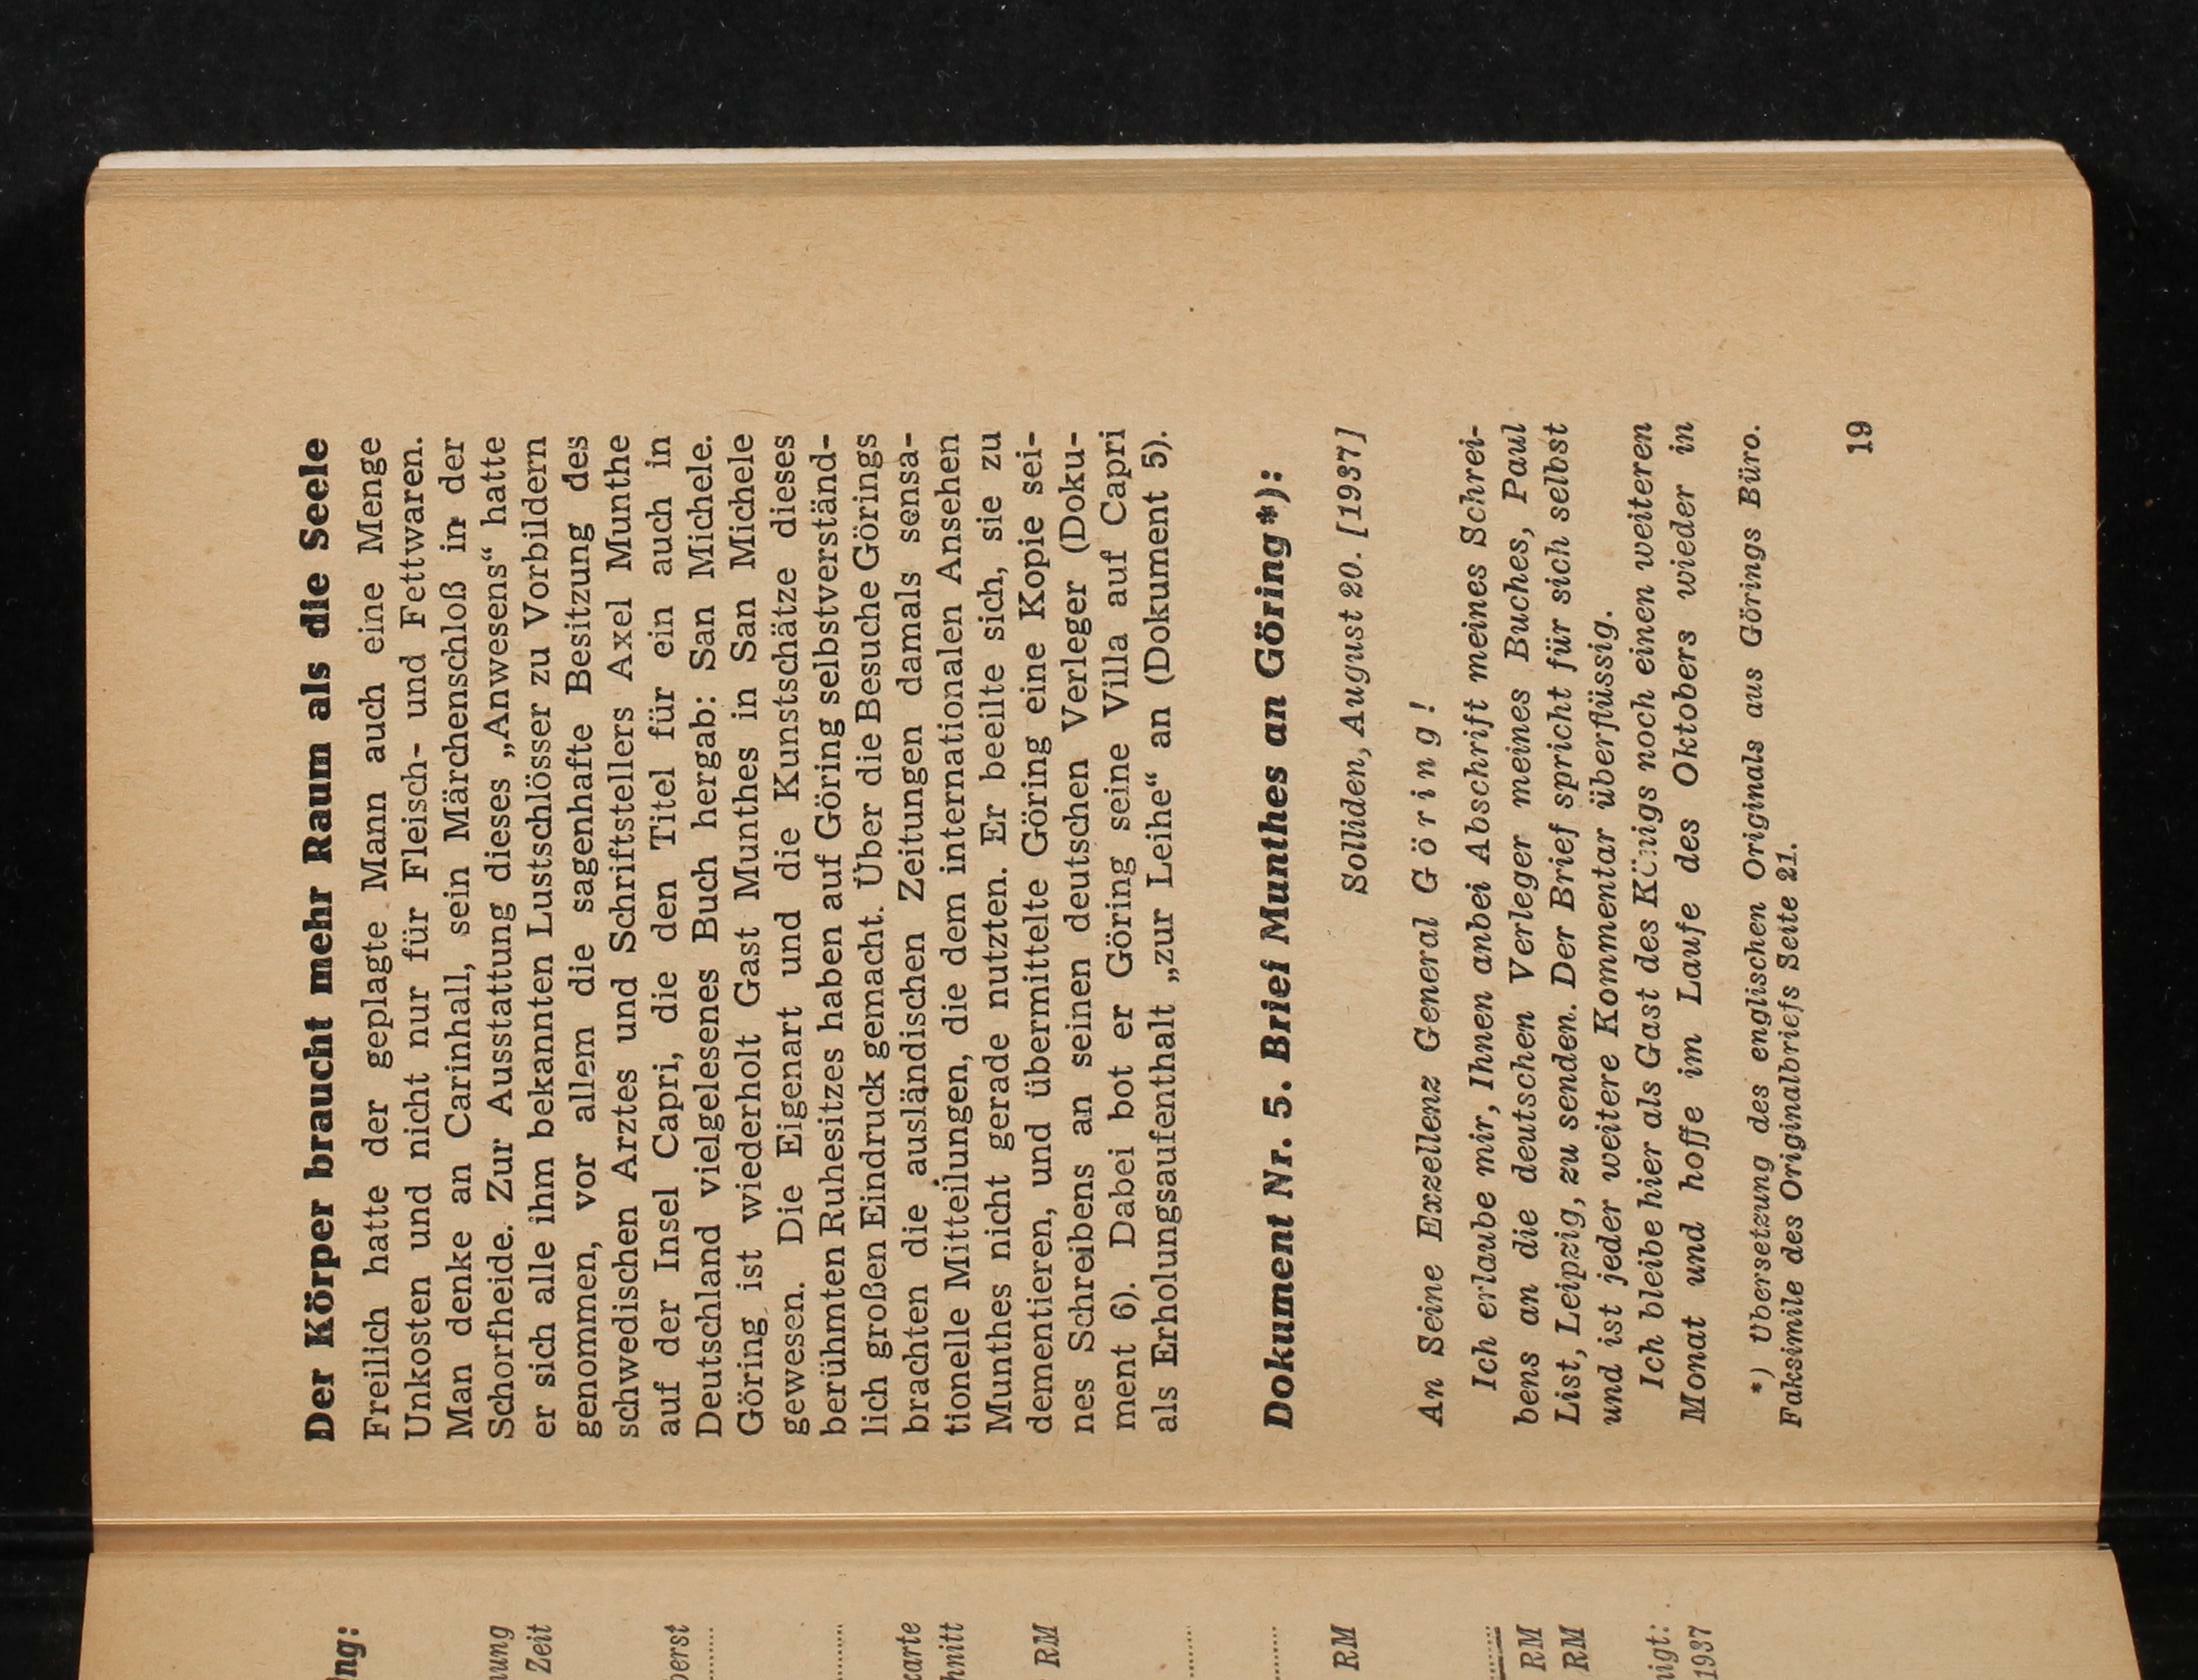 Der Körper braucht mehr Raum als die Seele
Freilich hatte der geplagte Mann auch eine Menge
Unkosten und nicht nur für Fleisch- und Fettwaren.
Man denke an Carinhall, sein Märchenschloß in der
Schorfheide. Zur Ausstattung dieses „Anwesens“ hatte
er sich alle ihm bekannten Lustschlösser zu Vorbildern
genommen, vor allem die sagenhafte Besitzung des
schwedischen Arztes und Schriftstellers Axel Munthe
auf der Insel Capri, die den Titel für ein auch in
Deutschland vielgelesenes Buch hergab: San Michele.
Göring ist wiederholt Gast Munthes in San Michele
gewesen. Die Eigenart und die Kunstschätze dieses
berühmten Ruhesitzes haben auf Göring selbstverständ-
lich großen Eindruck gemacht. Über die Besuche Görings
brachten die ausländischen Zeitungen damals sensa-
tionelle Mitteilungen, die dem internationalen Ansehen
Munthes nicht gerade nutzten. Er beeilte sich, sie zu
dementieren, und übermittelte Göring eine Kopie sei-
nes Schreibens an seinen deutschen Verleger (Doku-
ment 6). Dabei bot er Göring seine Villa auf Capri
als Erholungsaufenthalt „zur Leihe“ an (Dokument 5).
Dokument Nr. 5. Brief Munthes an Göring*):
Solliden, August 20. [1937]
An Seine Exzellenz General Göring!
Ich erlaube mir, Ihnen anbei Abschrift meines Schrei-
bens an die deutschen Verleger meines Buches, Paul
List, Leipzig, zu senden. Der Brief spricht für sich selbst
und ist jeder weitere Kommentar überflüssig.
Ich bleibe hier als Gast des Königs noch einen weiteren
Monat und hoffe im Laufe des Oktobers wieder in
*) Übersetzung des englischen Originals aus Görings Büro.
Faksimile des Originalbriefs Seite 21.
19
ng:
nung
Zeit
berst
carte
hnitt
RM
RM
RM
RM
nigt:
1937